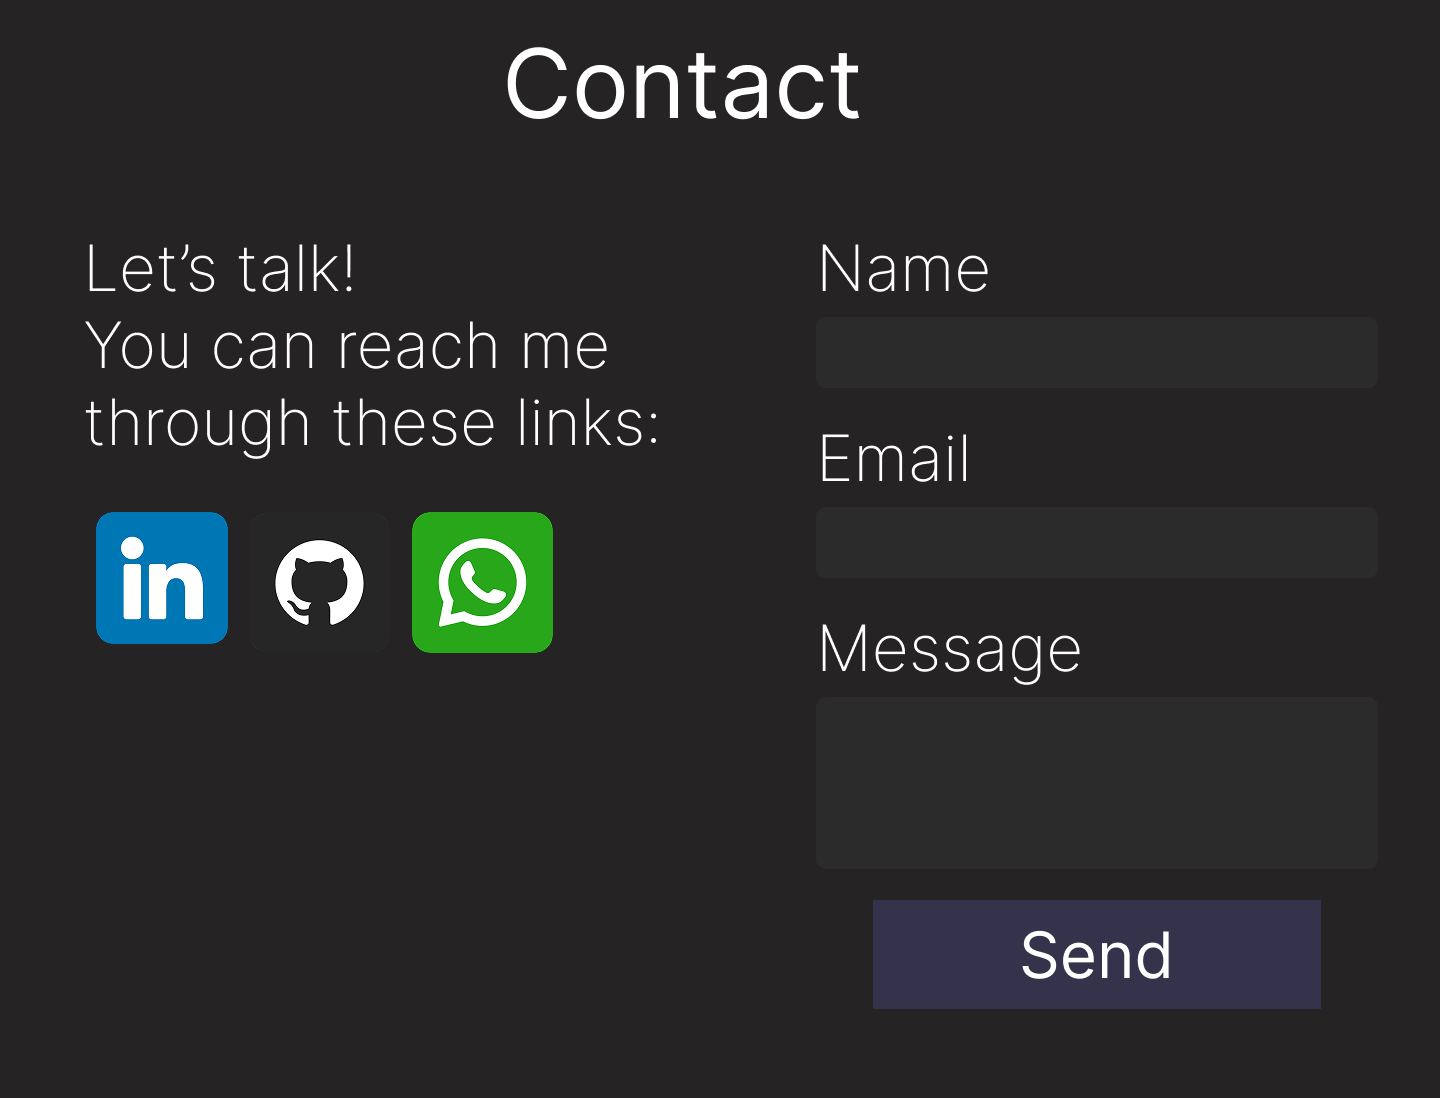 Contact
Let’s talk!
You can reach me
through these links:
in
Name
Email
Message
Send